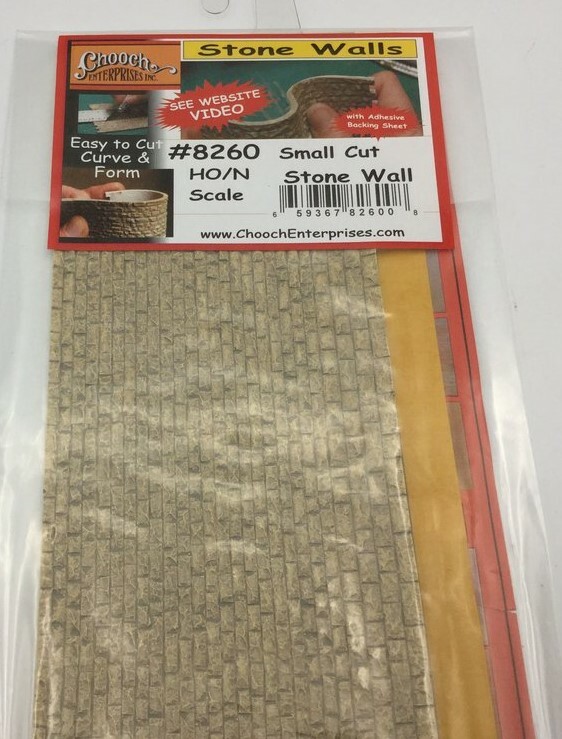 Chooch
ENTERPRISES INC.
Stone Walls
SEE WEBSITE
VIDEO
with Adhesive
Backing Sheet
Easy to Cut
Curve &
Form
#8260 Small Cut
HO/N Stone Wall
Scale
6 59367 82600 8
www.ChoochEnterprises.com